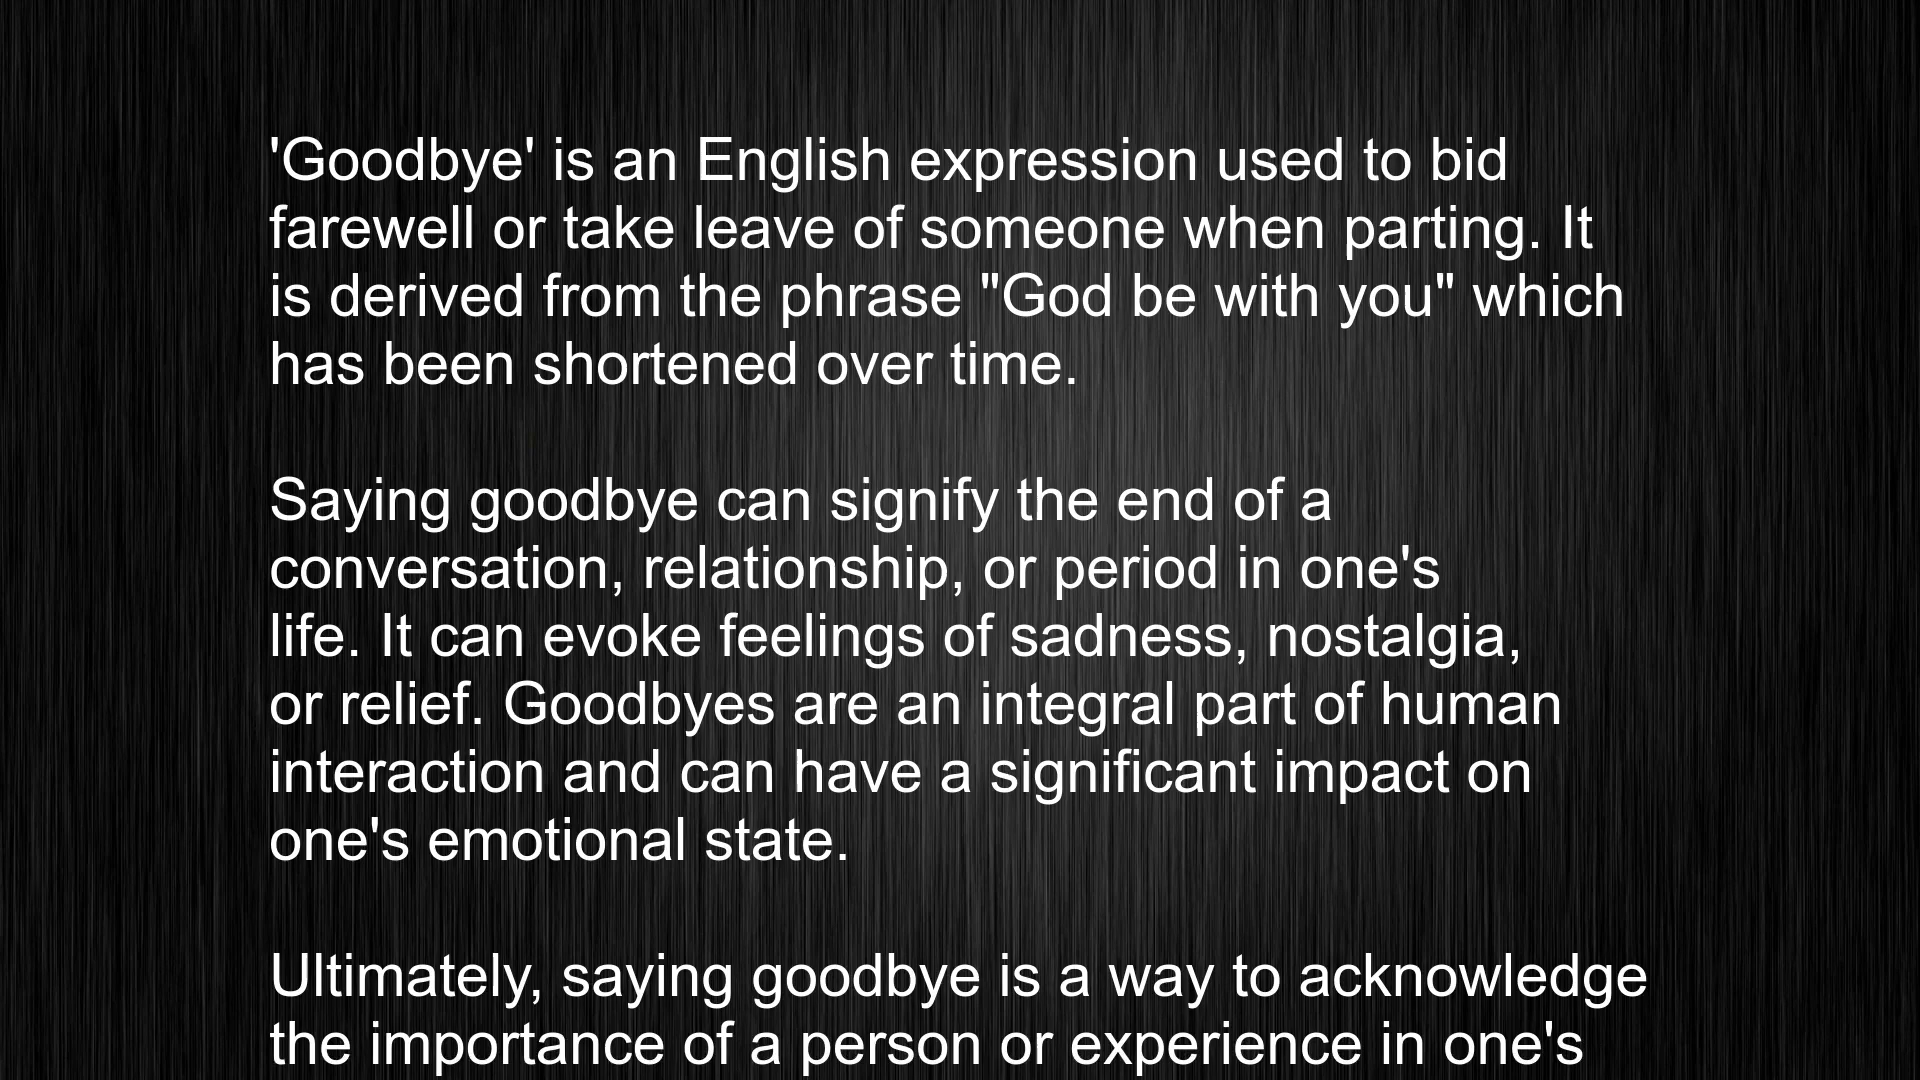 'Goodbye' is an English expression used to bid
farewell or take leave of someone when parting. It
is derived from the phrase "God be with you" which
has been shortened over time.
Saying goodbye can signify the end of a
conversation, relationship, or period in one's
life. It can evoke feelings of sadness, nostalgia,
or relief. Goodbyes are an integral part of human
interaction and can have a significant impact on
one's emotional state.
Ultimately, saying goodbye is a way to acknowledge
the importance of a person or experience in one's